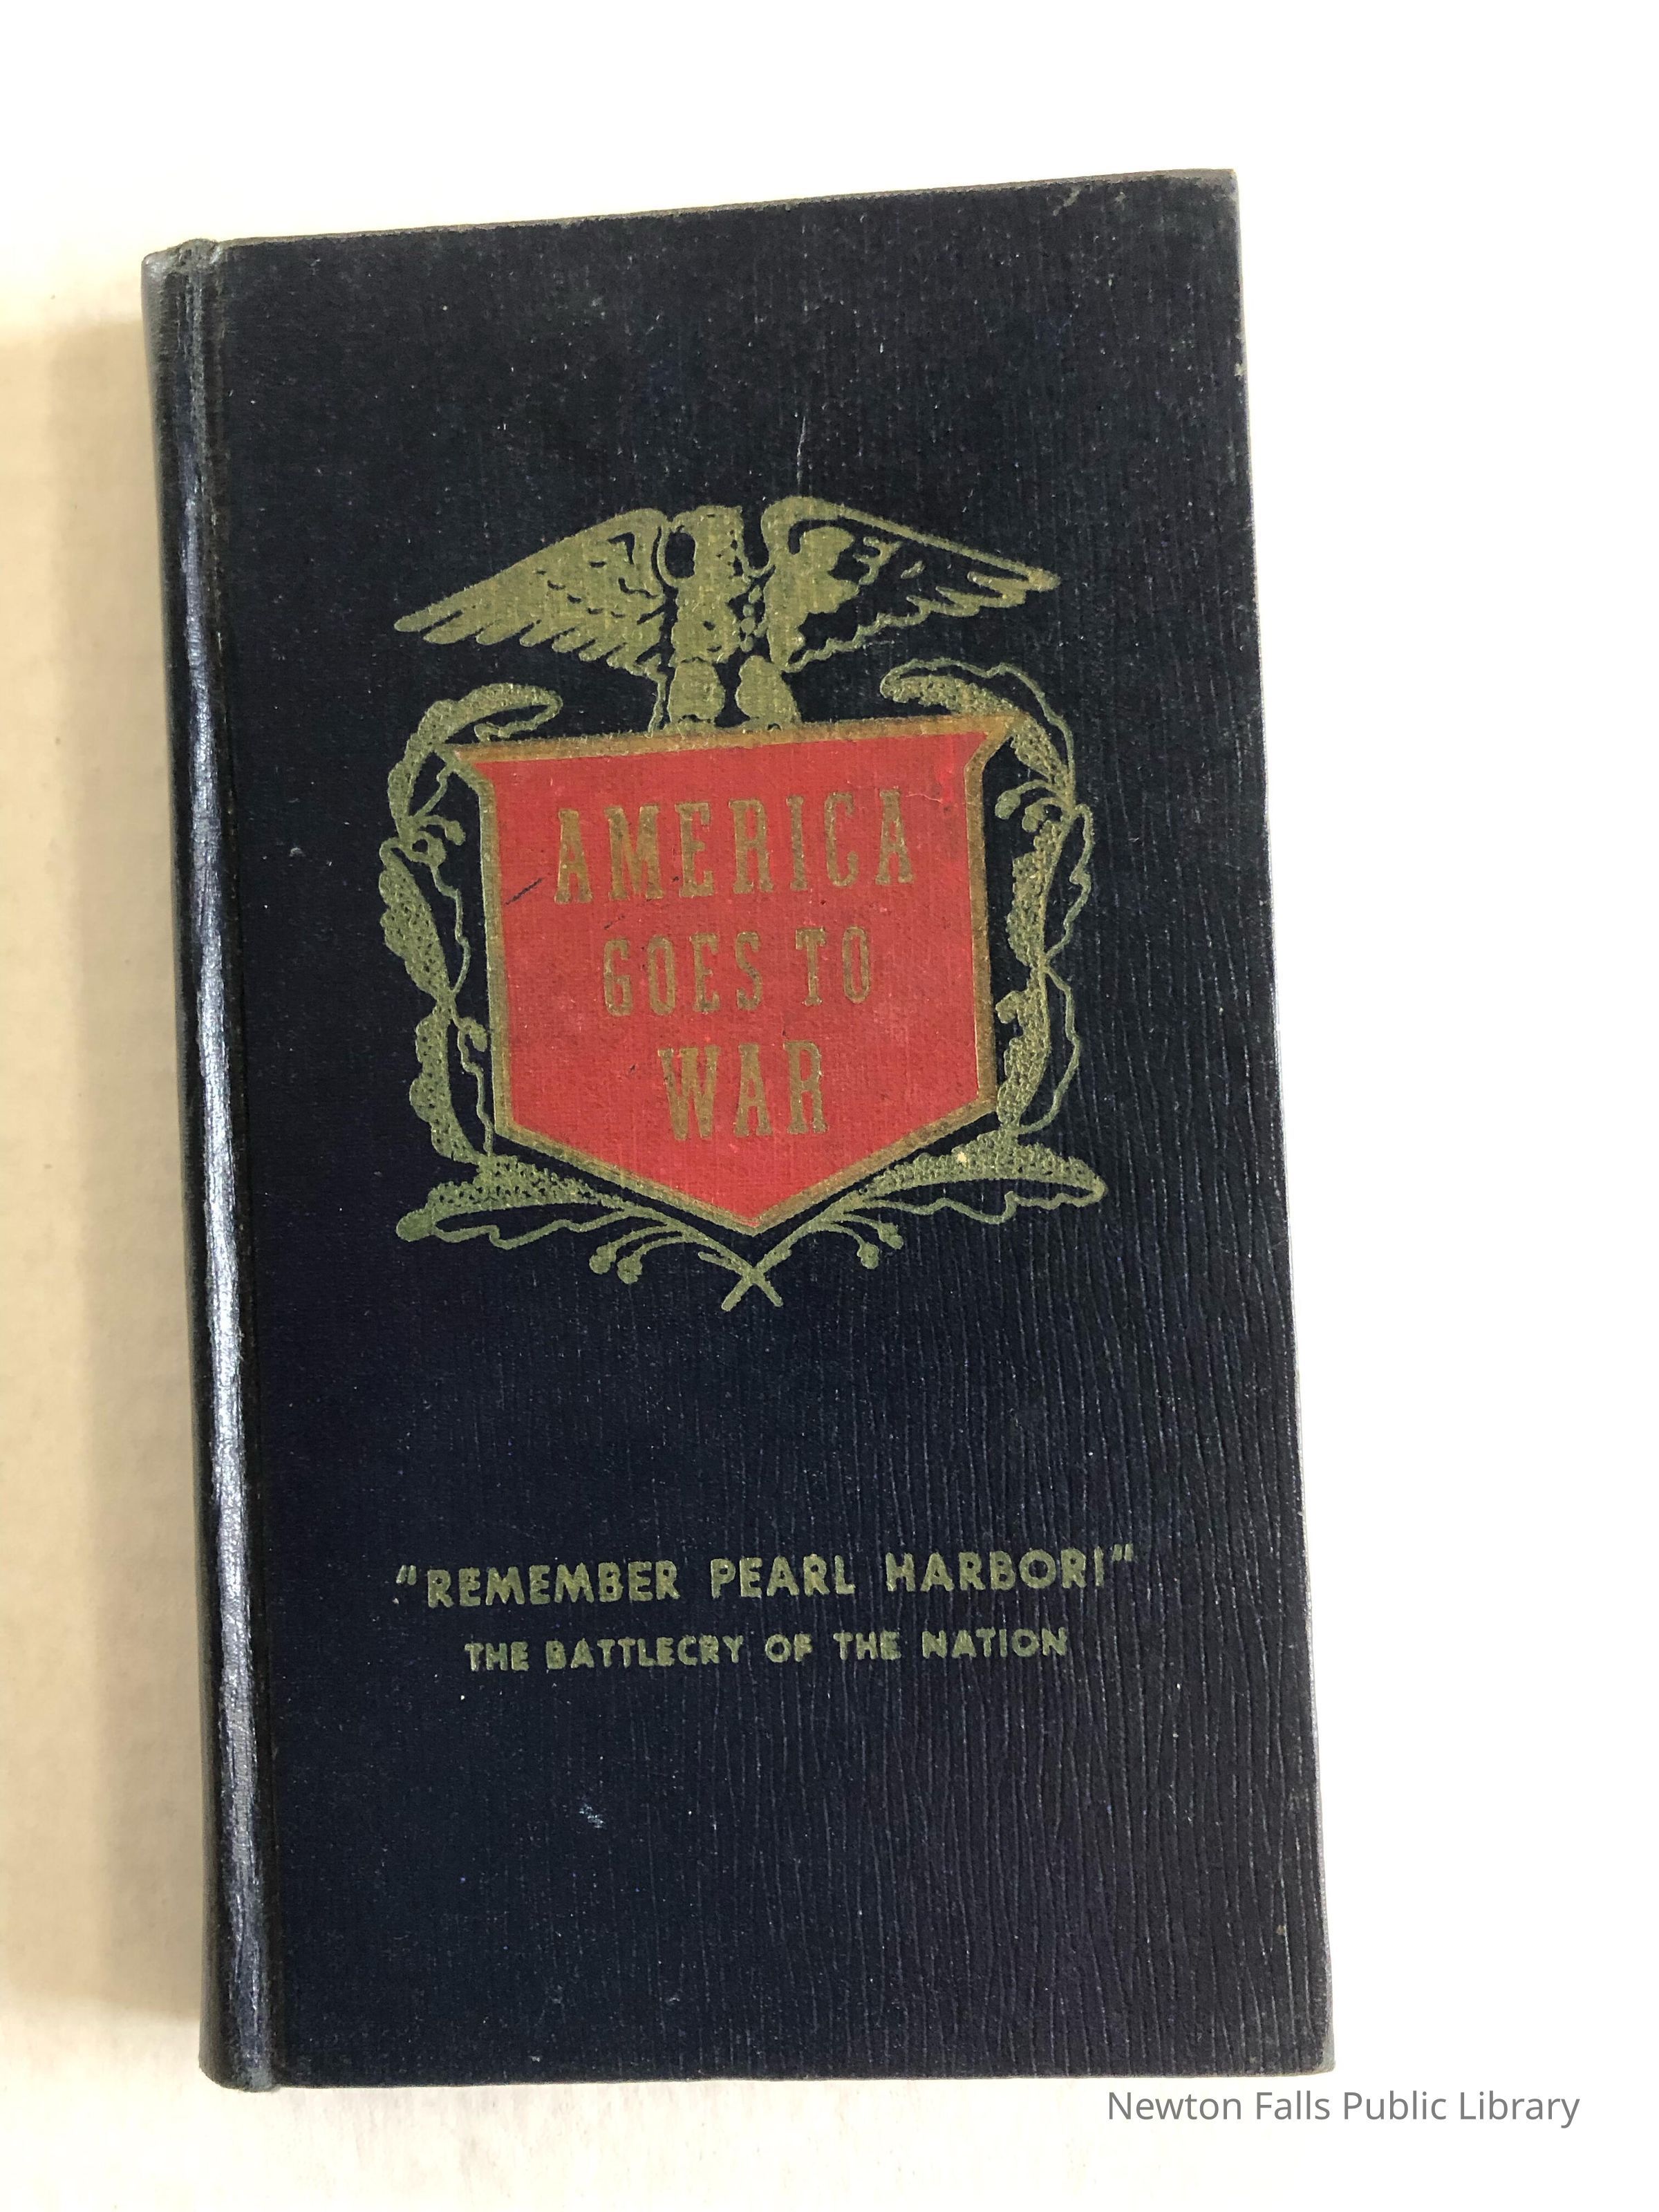 AMERICA
GOES TO
WAR
"REMEMBER PEARL HARBOR!"
THE BATTLECRY OF THE NATION
Newton Falls Public Library